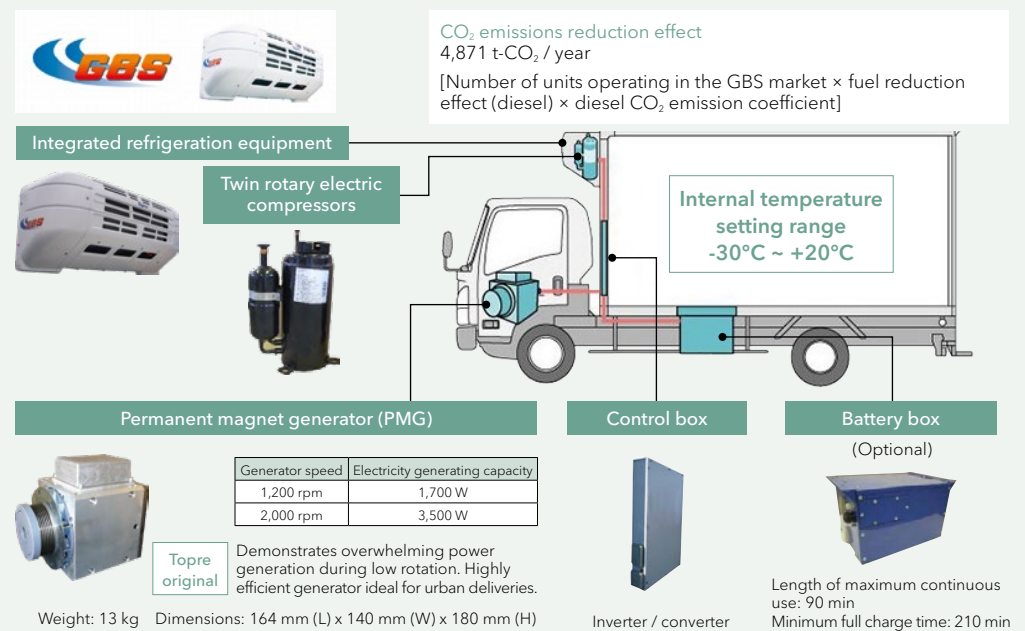 GBS
CO₂ emissions reduction effect
4,871 t-CO₂ / year
[Number of units operating in the GBS market × fuel reduction
effect (diesel) × diesel CO₂ emission coefficient]
Integrated refrigeration equipment
Twin rotary electric
compressors
Internal temperature
setting range
-30°C ~ +20°C
Permanent magnet generator (PMG)
Generator speed Electricity generating capacity
1,200 rpm 1,700 W
2,000 rpm 3,500 W
Topre
original
Demonstrates overwhelming power
generation during low rotation. Highly
efficient generator ideal for urban deliveries.
Weight: 13 kg Dimensions: 164 mm (L) x 140 mm (W) x 180 mm (H)
Control box
Inverter / converter
Battery box
(Optional)
Length of maximum continuous
use: 90 min
Minimum full charge time: 210 min